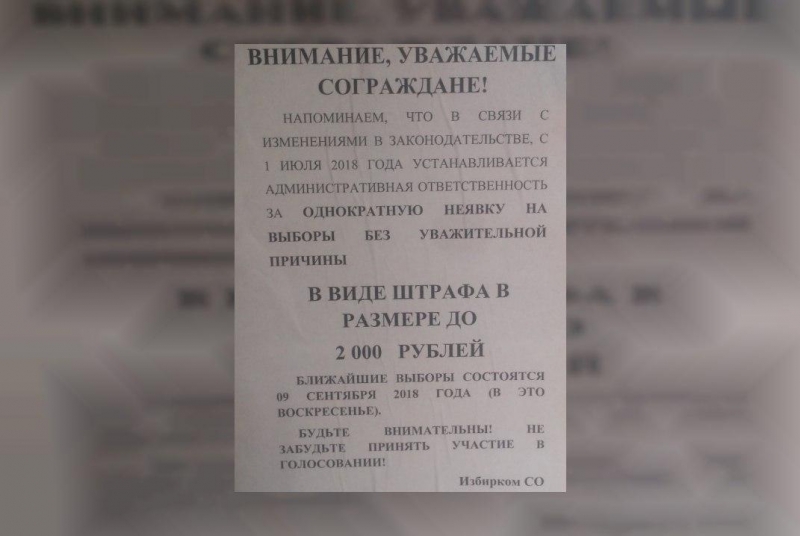 ВНИМАНИЕ, УВАЖАЕМЫЕ
СОГРАЖДАНЕ!
НАПОМИНАЕМ, ЧТО В СВЯЗИ С
ИЗМЕНЕНИЯМИ В ЗАКОНОДАТЕЛЬСТВЕ, С
1 ИЮЛЯ 2018 ГОДА УСТАНАВЛИВАЕТСЯ
АДМИНИСТРАТИВНАЯ ОТВЕТСТВЕННОСТЬ
ЗА ОДНОКРАТНУЮ НЕЯВКУ НА
ВЫБОРЫ БЕЗ УВАЖИТЕЛЬНОЙ
ПРИЧИНЫ
В ВИДЕ ШТРАФА В
РАЗМЕРЕ ДО
2 000 РУБЛЕЙ
БЛИЖАЙШИЕ ВЫБОРЫ СОСТОЯТСЯ
09 СЕНТЯБРЯ 2018 ГОДА (В ЭТО
ВОСКРЕСЕНЬЕ).
БУДЬТЕ ВНИМАТЕЛЬНЫ! НЕ
ЗАБУДЬТЕ ПРИНЯТЬ УЧАСТИЕ В
ГОЛОСОВАНИИ!
Избирком СО